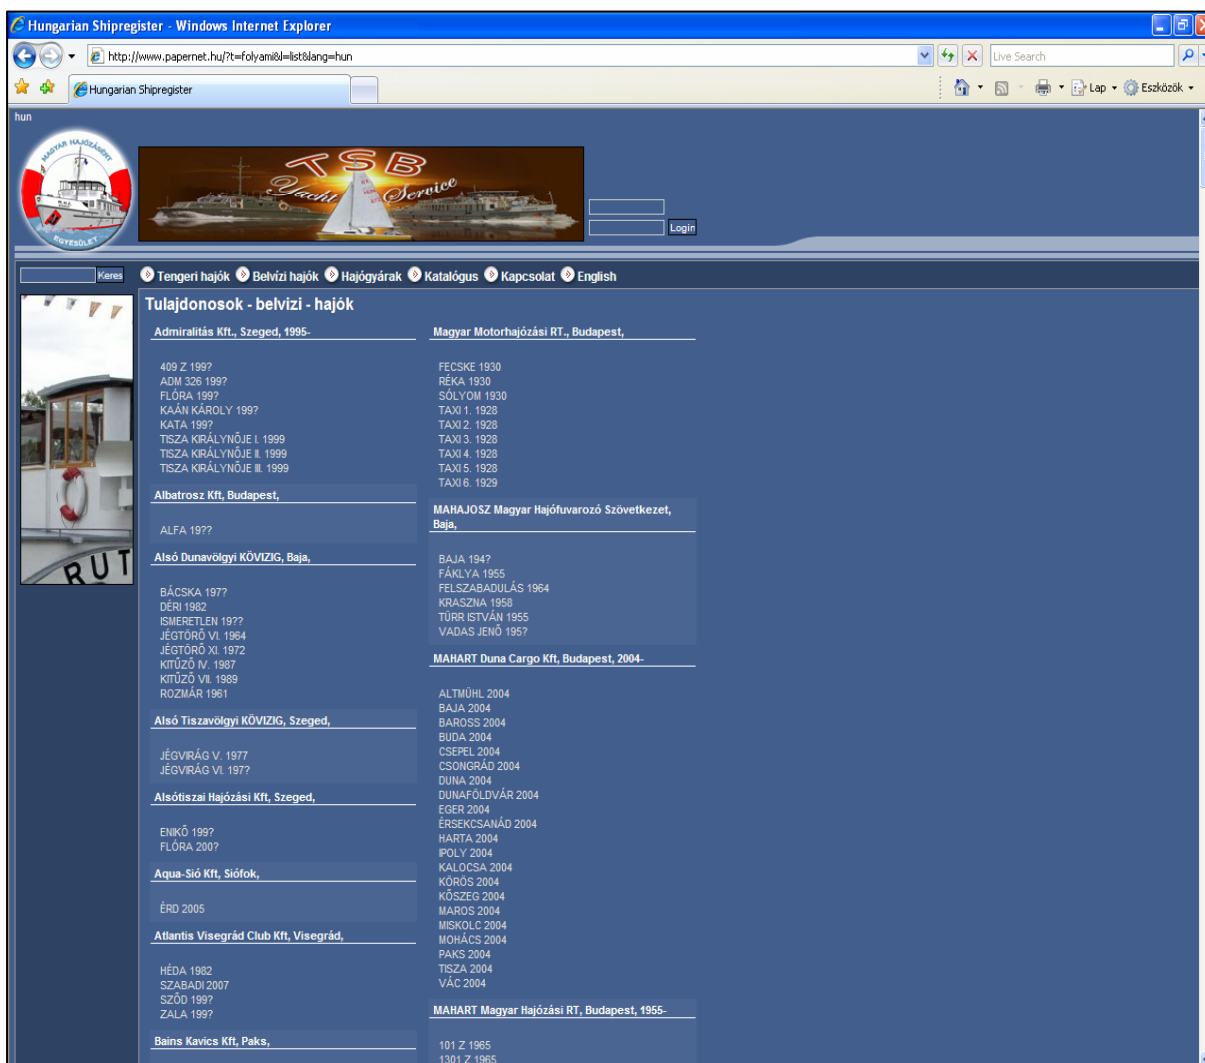 Hungarian Shipregister - Windows Internet Explorer
http://www.papernet.hu/?t=folyami&l=list&lang=hun
Live Search
Hungarian Shipregister
Lap
Eszközök
hun
MAGYAR HAJÓZÁSÉRT
EGYESÜLET
TSB
Yacht Service
Login
Keres
Tengeri hajók Belvízi hajók Hajógyárak Katalógus Kapcsolat English
RUT
Tulajdonosok - belvizi - hajók
Admiralitás Kft., Szeged, 1995-
409 Z 199?
ADM 326 199?
FLÓRA 199?
KAÁN KÁROLY 199?
KATA 199?
TISZA KIRÁLYNŐJE I. 1999
TISZA KIRÁLYNŐJE II. 1999
TISZA KIRÁLYNŐJE III. 1999
Albatrosz Kft, Budapest,
ALFA 19??
Alsó Dunavölgyi KÖVIZIG, Baja,
BÁCSKA 197?
DÉRI 1982
ISMERETLEN 19??
JÉGTÖRŐ VI. 1964
JÉGTÖRŐ XI. 1972
KITŰZŐ IV. 1987
KITŰZŐ VII. 1989
ROZMÁR 1961
Alsó Tiszavölgyi KÖVIZIG, Szeged,
JÉGVIRÁG V. 1977
JÉGVIRÁG VI. 197?
Alsótiszai Hajózási Kft, Szeged,
ENIKŐ 199?
FLÓRA 200?
Aqua-Sió Kft, Siófok,
ÉRD 2005
Atlantis Visegrád Club Kft, Visegrád,
HÉDA 1982
SZABADI 2007
SZŐD 199?
ZALA 199?
Bains Kavics Kft, Paks,
Magyar Motorhajózási RT., Budapest,
FECSKE 1930
RÉKA 1930
SÓLYOM 1930
TAXI 1. 1928
TAXI 2. 1928
TAXI 3. 1928
TAXI 4. 1928
TAXI 5. 1928
TAXI 6. 1929
MAHAJOSZ Magyar Hajófuvarozó Szövetkezet,
Baja,
BAJA 194?
FÁKLYA 1955
FELSZABADULÁS 1964
KRASZNA 1958
TÜRR ISTVÁN 1955
VADAS JENŐ 195?
MAHART Duna Cargo Kft, Budapest, 2004-
ALTMÜHL 2004
BAJA 2004
BAROSS 2004
BUDA 2004
CSEPEL 2004
CSONGRÁD 2004
DUNA 2004
DUNAFÖLDVÁR 2004
EGER 2004
ÉRSEKCSANÁD 2004
HARTA 2004
IPOLY 2004
KALOCSA 2004
KÖRÖS 2004
KŐSZEG 2004
MAROS 2004
MISKOLC 2004
MOHÁCS 2004
PAKS 2004
TISZA 2004
VÁC 2004
MAHART Magyar Hajózási RT, Budapest, 1955-
101 Z 1965
1301 Z 1965